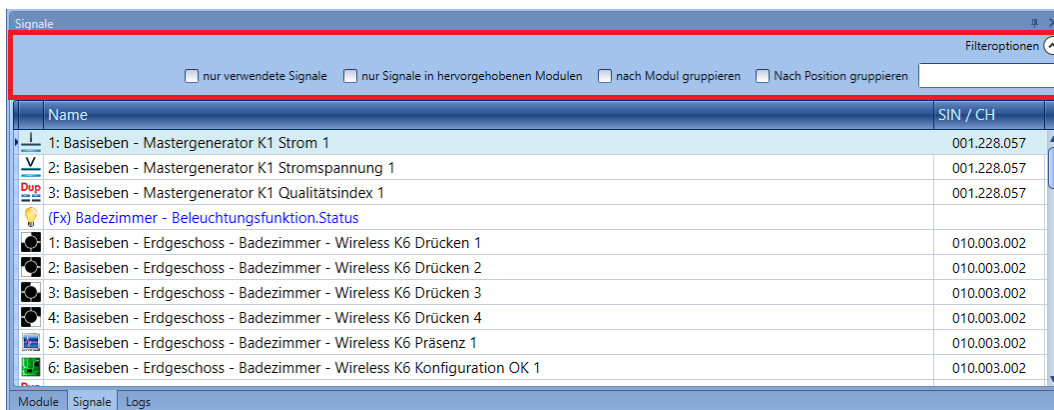 Signale
Filteroptionen
nur verwendete Signale nur Signale in hervorgehobenen Modulen nach Modul gruppieren Nach Position gruppieren
Name SIN / CH
1: Basiseben - Mastergenerator K1 Strom 1 001.228.057
2: Basiseben - Mastergenerator K1 Stromspannung 1 001.228.057
Dup 3: Basiseben - Mastergenerator K1 Qualitätsindex 1 001.228.057
(Fx) Badezimmer - Beleuchtungsfunktion.Status
1: Basiseben - Erdgeschoss - Badezimmer - Wireless K6 Drücken 1 010.003.002
2: Basiseben - Erdgeschoss - Badezimmer - Wireless K6 Drücken 2 010.003.002
3: Basiseben - Erdgeschoss - Badezimmer - Wireless K6 Drücken 3 010.003.002
4: Basiseben - Erdgeschoss - Badezimmer - Wireless K6 Drücken 4 010.003.002
5: Basiseben - Erdgeschoss - Badezimmer - Wireless K6 Präsenz 1 010.003.002
6: Basiseben - Erdgeschoss - Badezimmer - Wireless K6 Konfiguration OK 1 010.003.002
Module Signale Logs